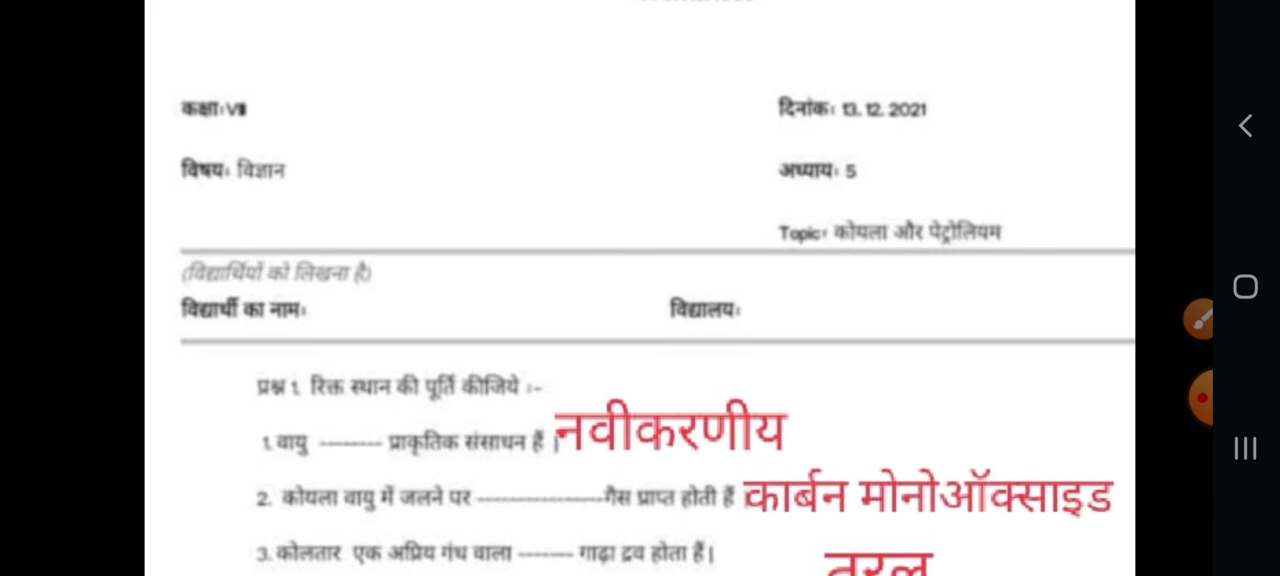 कक्षाः VIII
दिनांकः 13. 12. 2021
विषयः विज्ञान
अध्यायः 5
Topic: कोयला और पेट्रोलियम
(विद्यार्थियों को लिखना है)
विद्यार्थी का नामः
विद्यालयः
प्रश्न 1. रिक्त स्थान की पूर्ति कीजिये :-
1. वायु -------- प्राकृतिक संसाधन हैं । नवीकरणीय
2. कोयला वायु में जलने पर ----------------गैस प्राप्त होती हैं । कार्बन मोनोऑक्साइड
3. कोलतार एक अप्रिय गंध वाला ------- गाढ़ा द्रव होता हैं। तरल